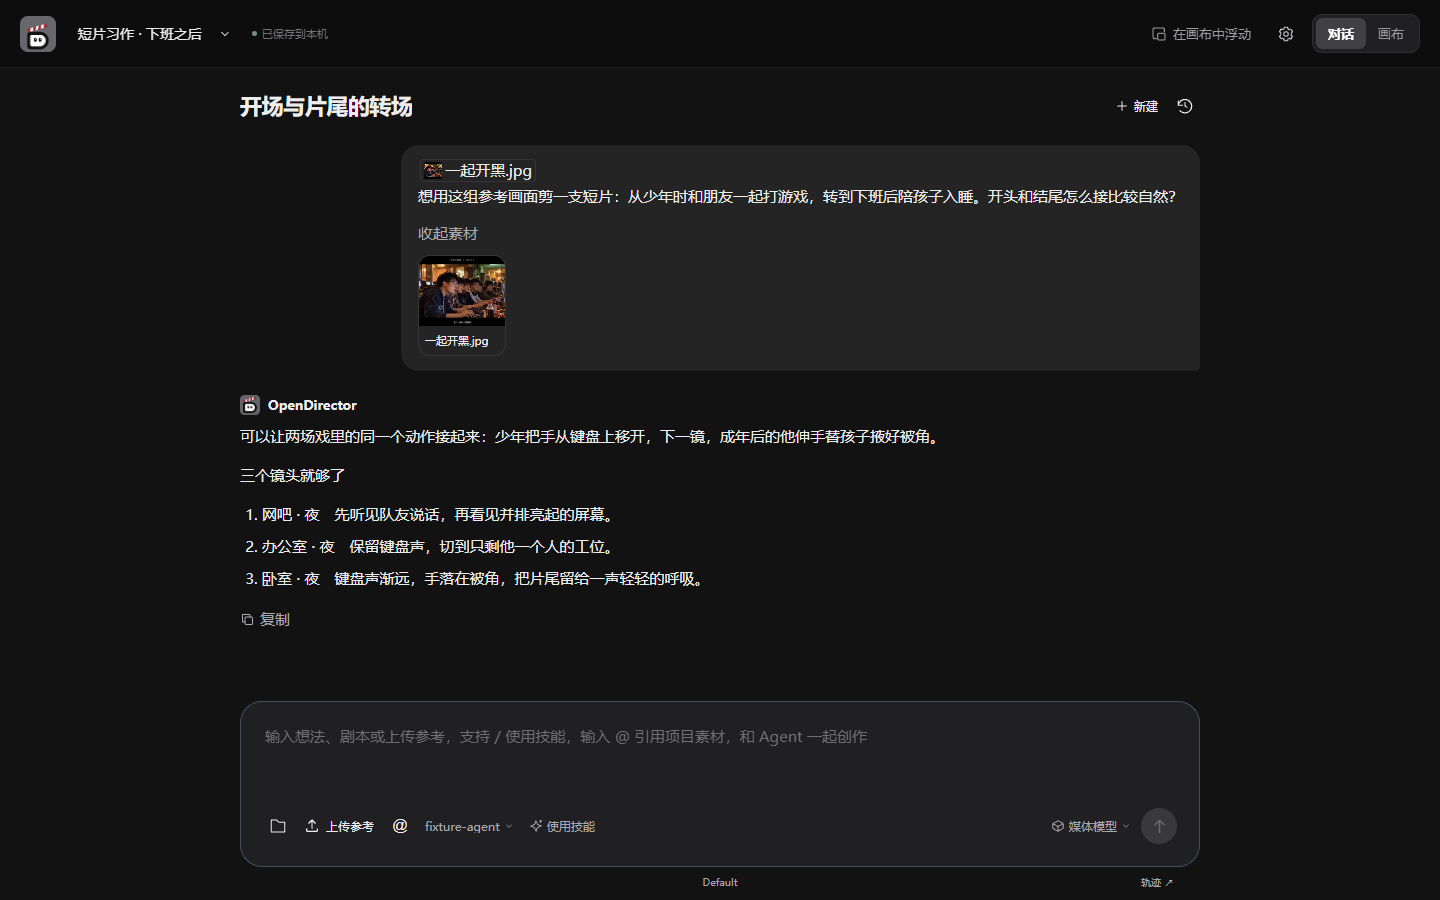 短片习作 · 下班之后
已保存到本机
在画布中浮动
对话
画布
开场与片尾的转场
新建
一起开黑.jpg
想用这组参考画面剪一支短片：从少年时和朋友一起打游戏，转到下班后陪孩子入睡。开头和结尾怎么接比较自然？
收起素材
一起开黑.jpg
OpenDirector
可以让两场戏里的同一个动作接起来：少年把手从键盘上移开，下一镜，成年后的他伸手替孩子掖好被角。
三个镜头就够了
1. 网吧 · 夜　先听见队友说话，再看见并排亮起的屏幕。
2. 办公室 · 夜　保留键盘声，切到只剩他一个人的工位。
3. 卧室 · 夜　键盘声渐远，手落在被角，把片尾留给一声轻轻的呼吸。
复制
输入想法、剧本或上传参考，支持 / 使用技能，输入 @ 引用项目素材，和 Agent 一起创作
上传参考
@
fixture-agent
使用技能
媒体模型
Default
轨迹 ↗